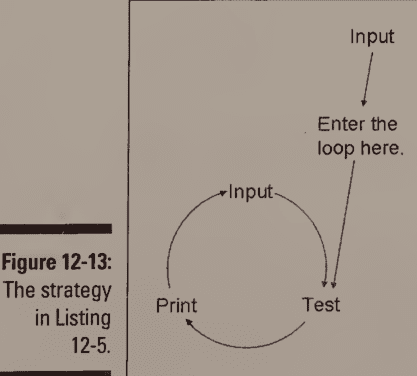 Input
Enter the
loop here.
Input
Print
Test
Figure 12-13:
The strategy
in Listing
12-5.